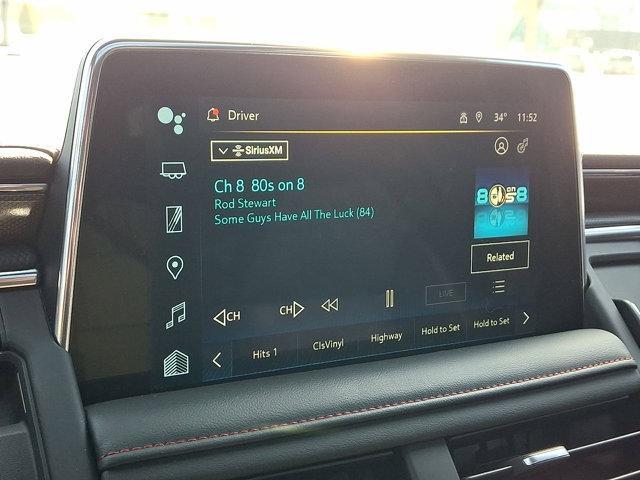 Driver
34° 11:52
SiriusXM
Ch 8 80s on 8
Rod Stewart
Some Guys Have All The Luck (84)
80s on 8
Related
CH
CH
LIVE
Hits 1
ClsVinyl
Highway
Hold to Set
Hold to Set